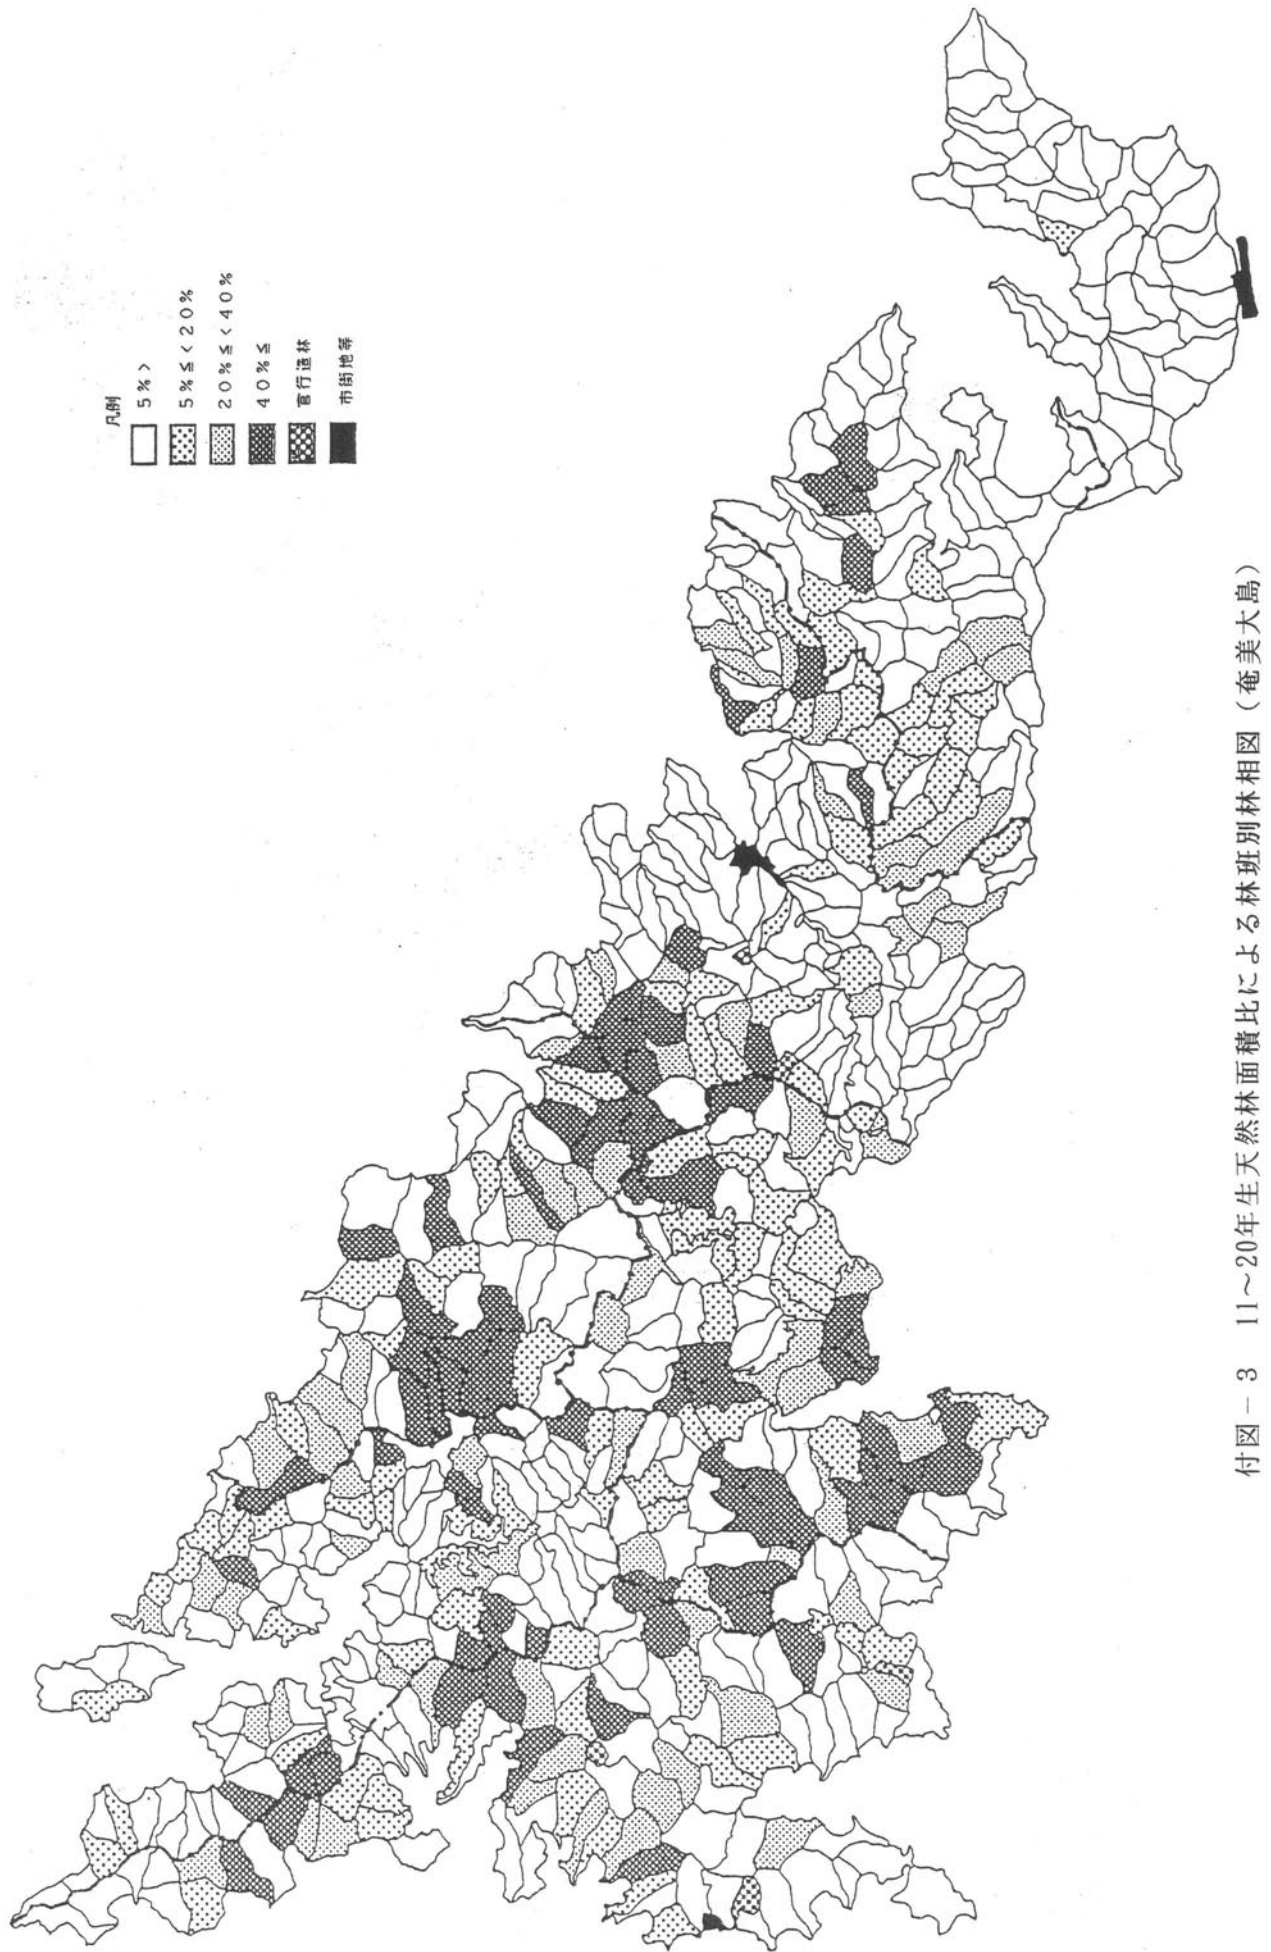 凡例
5%>
5%≦<20%
20%≦<40%
40%≦
官行造林
市街地等
付図－3 11~20年生天然林面積比による林班別林相図(奄美大島)